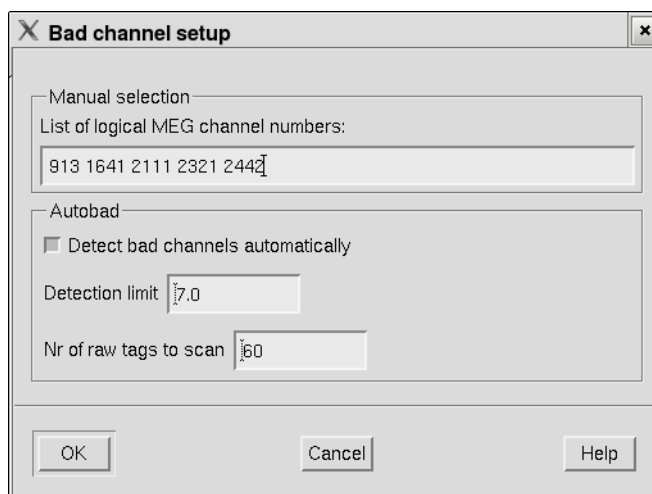 Bad channel setup
Manual selection
List of logical MEG channel numbers:
913 1641 2111 2321 2442
Autobad
Detect bad channels automatically
Detection limit 7.0
Nr of raw tags to scan 60
OK Cancel Help